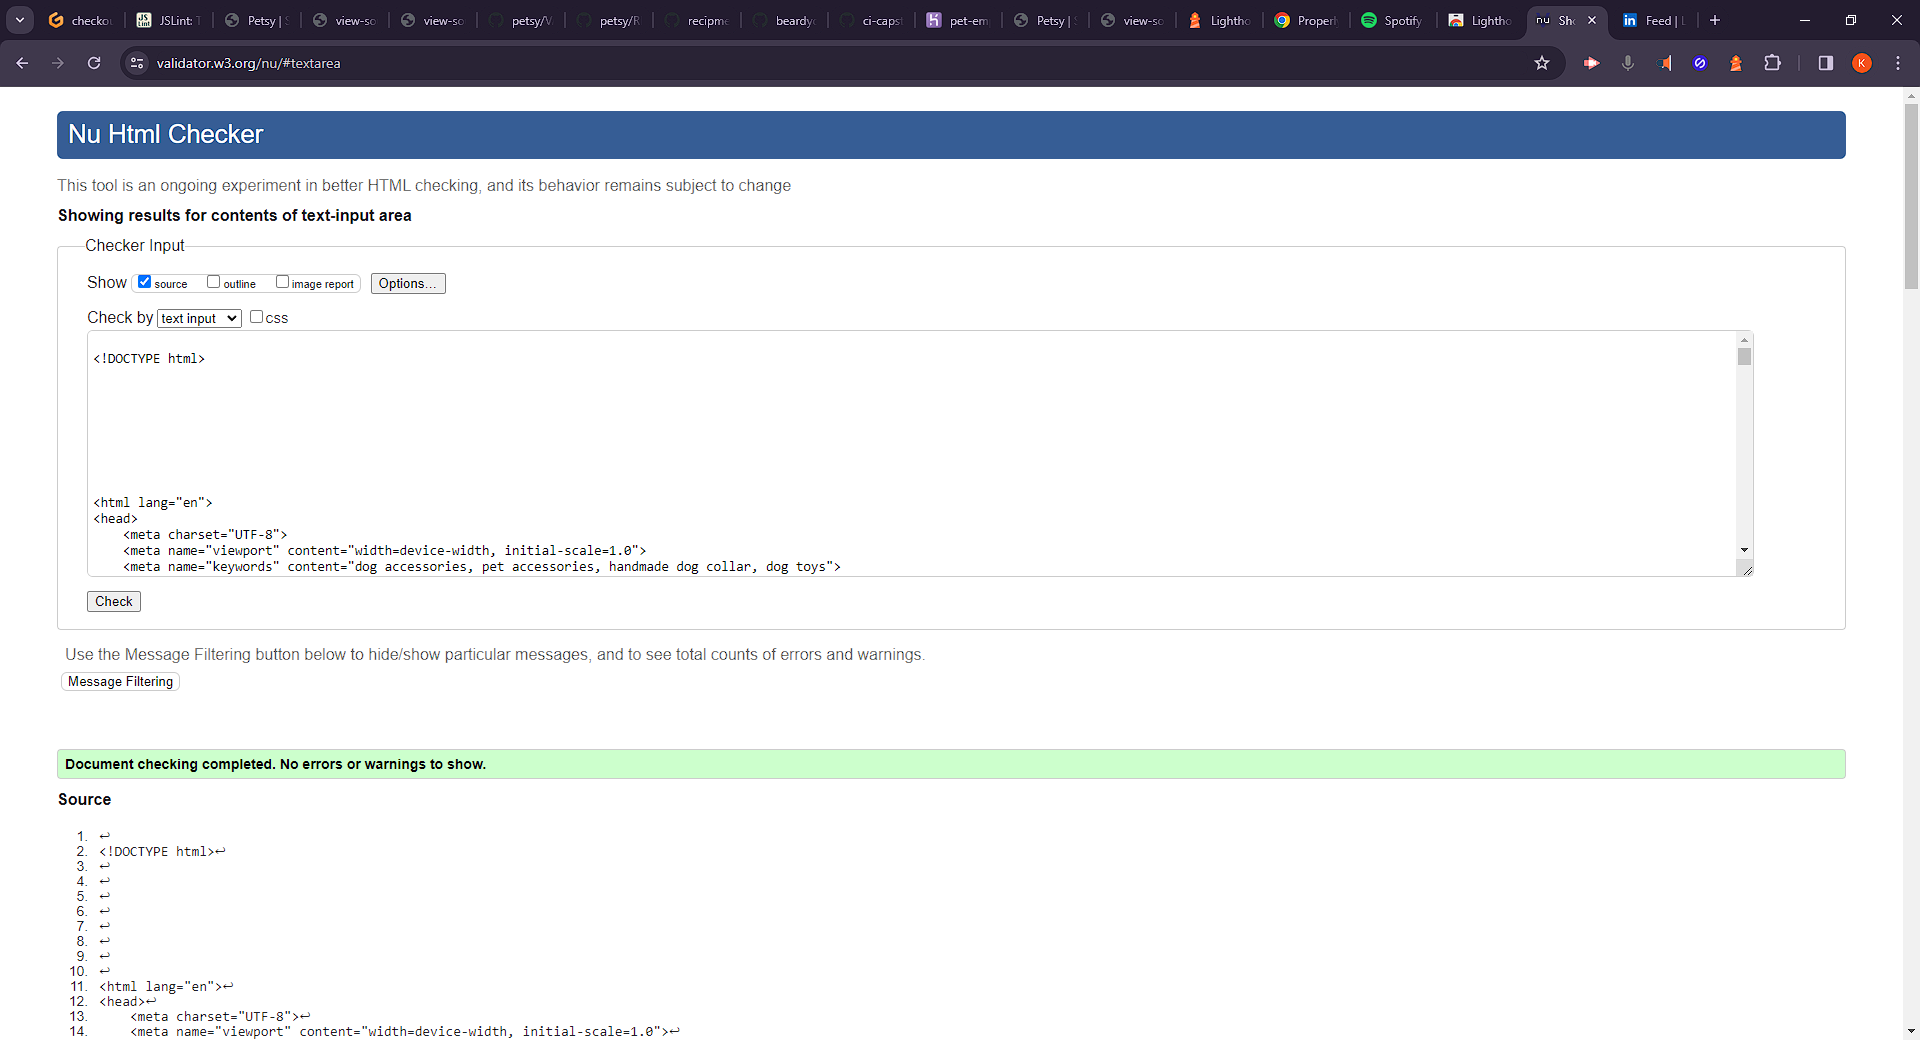 checkou JSLint: T Petsy | S view-so view-so petsy/V petsy/R recipme beardyc ci-caps pet-em Petsy | S view-so Lightho Properl Spotify Lightho Sho Feed | L
validator.w3.org/nu/#textarea
K
Nu Html Checker
This tool is an ongoing experiment in better HTML checking, and its behavior remains subject to change
Showing results for contents of text-input area
Checker Input
Show source outline image report Options...
Check by text input css
<!DOCTYPE html>
<html lang="en">
<head>
<meta charset="UTF-8">
<meta name="viewport" content="width=device-width, initial-scale=1.0">
<meta name="keywords" content="dog accessories, pet accessories, handmade dog collar, dog toys">
Check
Use the Message Filtering button below to hide/show particular messages, and to see total counts of errors and warnings.
Message Filtering
Document checking completed. No errors or warnings to show.
Source
1. ↩
2. <!DOCTYPE html>↩
3. ↩
4. ↩
5. ↩
6. ↩
7. ↩
8. ↩
9. ↩
10. ↩
11. <html lang="en">↩
12. <head>↩
13. <meta charset="UTF-8">↩
14. <meta name="viewport" content="width=device-width, initial-scale=1.0">↩